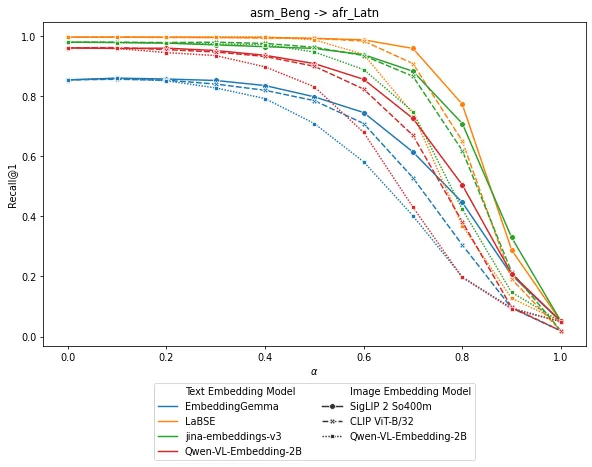 asm_Beng -> afr_Latn
1.0
0.8
0.6
0.4
0.2
0.0
Recall@1
0.0 0.2 0.4 0.6 0.8 1.0
α
Text Embedding Model Image Embedding Model
EmbeddingGemma SigLIP 2 So400m
LaBSE CLIP ViT-B/32
jina-embeddings-v3 Qwen-VL-Embedding-2B
Qwen-VL-Embedding-2B